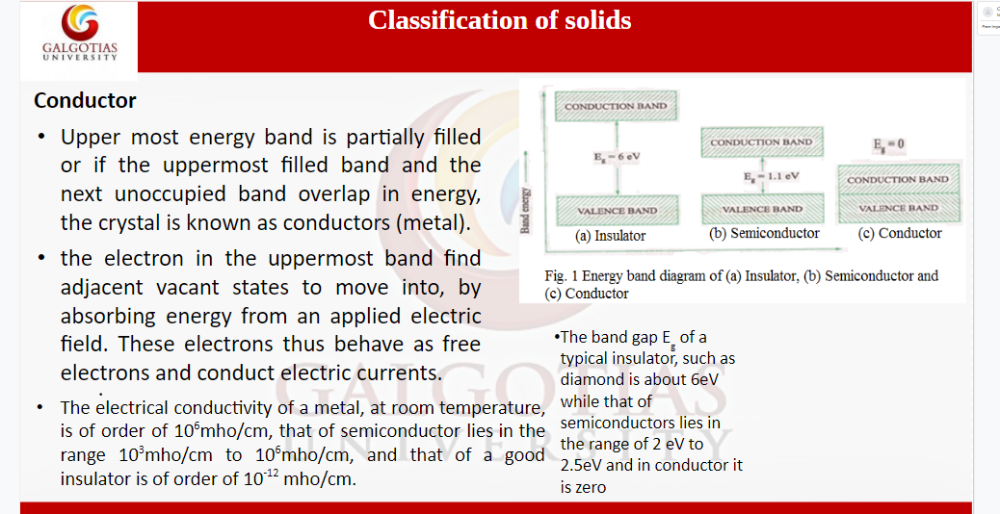 Classification of solids
GALGOTIAS
UNIVERSITY
Conductor
• Upper most energy band is partially filled
or if the uppermost filled band and the
next unoccupied band overlap in energy,
the crystal is known as conductors (metal).
• the electron in the uppermost band find
adjacent vacant states to move into, by
absorbing energy from an applied electric
field. These electrons thus behave as free
electrons and conduct electric currents.
• The electrical conductivity of a metal, at room temperature,
is of order of 10⁶mho/cm, that of semiconductor lies in the
range 10³mho/cm to 10⁶mho/cm, and that of a good
insulator is of order of 10⁻¹² mho/cm.
Band energy
CONDUCTION BAND
E_g = 6 eV
VALENCE BAND
(a) Insulator
CONDUCTION BAND
E_g = 1.1 eV
VALENCE BAND
(b) Semiconductor
E_g = 0
CONDUCTION BAND
VALENCE BAND
(c) Conductor
Fig. 1 Energy band diagram of (a) Insulator, (b) Semiconductor and
(c) Conductor
•The band gap E_g of a
typical insulator, such as
diamond is about 6eV
while that of
semiconductors lies in
the range of 2 eV to
2.5eV and in conductor it
is zero
GALGOTIAS
UNIVERSITY